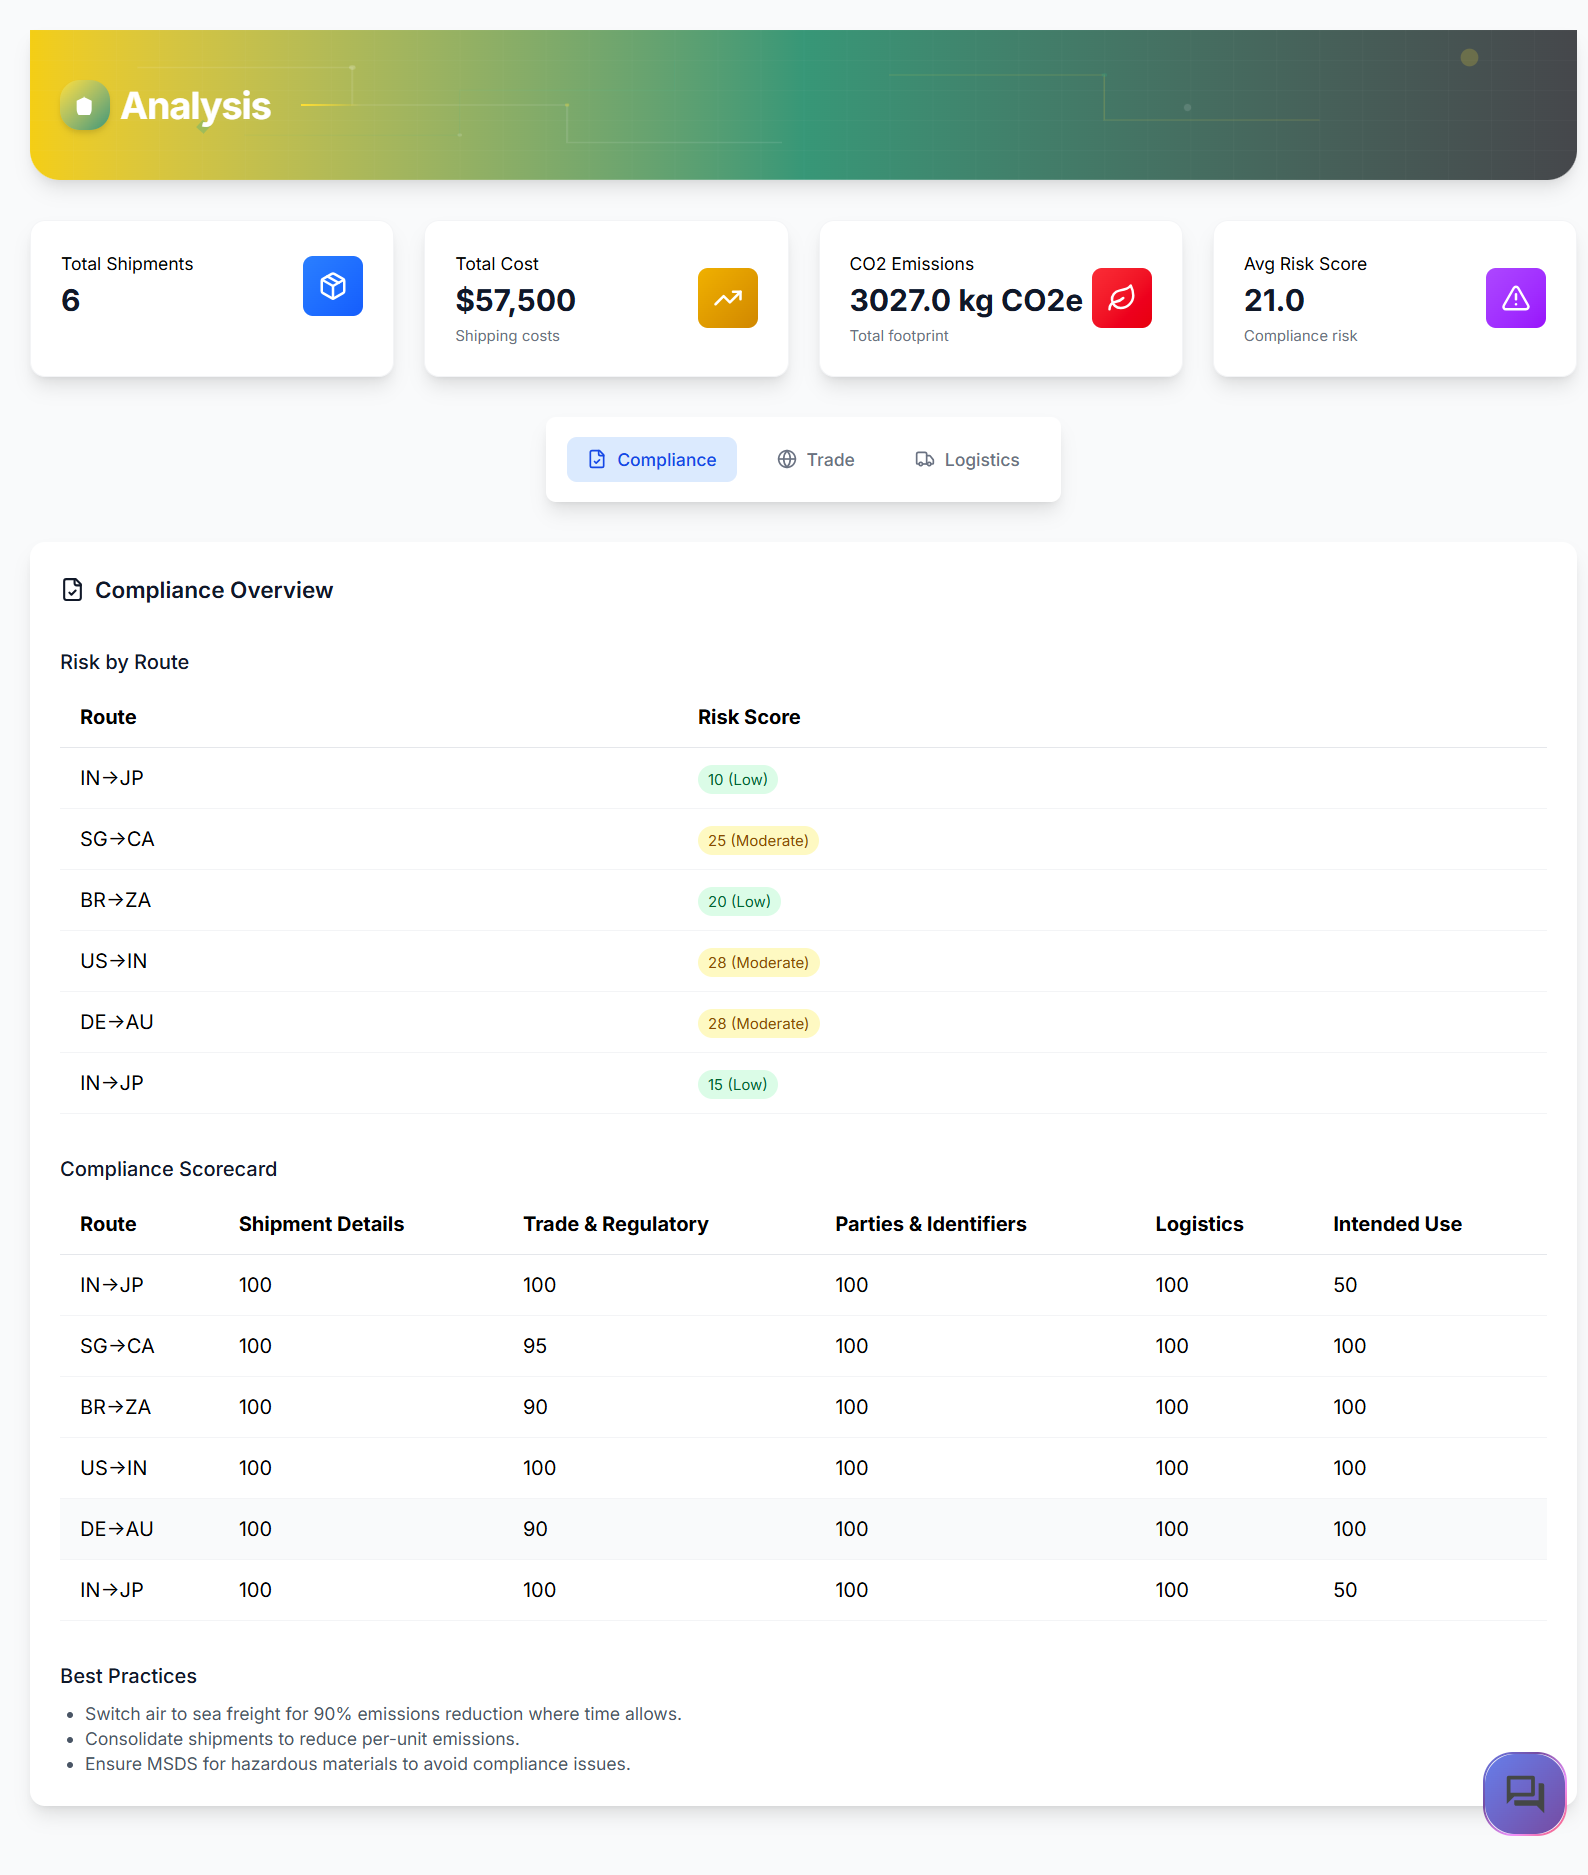 Analysis
Total Shipments
6
Total Cost
$57,500
Shipping costs
CO2 Emissions
3027.0 kg CO2e
Total footprint
Avg Risk Score
21.0
Compliance risk
Compliance Trade Logistics
Compliance Overview
Risk by Route
Route Risk Score
IN→JP 10 (Low)
SG→CA 25 (Moderate)
BR→ZA 20 (Low)
US→IN 28 (Moderate)
DE→AU 28 (Moderate)
IN→JP 15 (Low)
Compliance Scorecard
Route Shipment Details Trade & Regulatory Parties & Identifiers Logistics Intended Use
IN→JP 100 100 100 100 50
SG→CA 100 95 100 100 100
BR→ZA 100 90 100 100 100
US→IN 100 100 100 100 100
DE→AU 100 90 100 100 100
IN→JP 100 100 100 100 50
Best Practices
• Switch air to sea freight for 90% emissions reduction where time allows.
• Consolidate shipments to reduce per-unit emissions.
• Ensure MSDS for hazardous materials to avoid compliance issues.